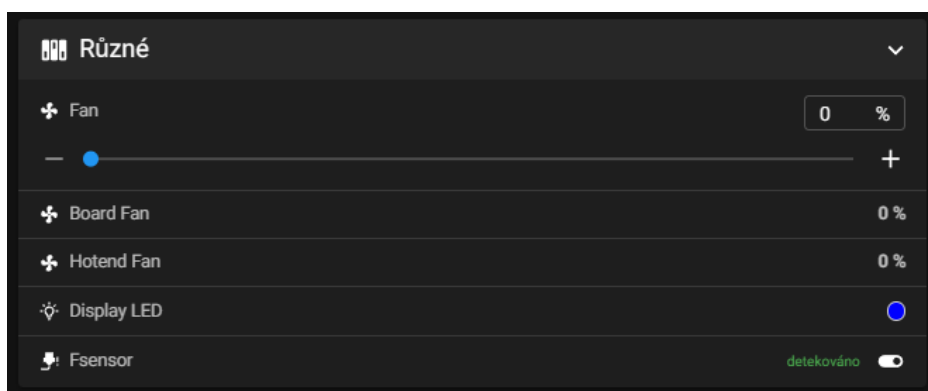 Různé
Fan
0 %
Board Fan
0 %
Hotend Fan
0 %
Display LED
Fsensor
detekováno